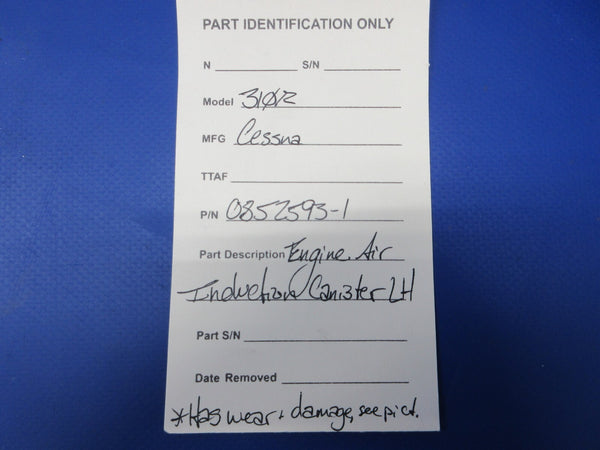 PART IDENTIFICATION ONLY
N S/N
Model 310R
MFG Cessna
TTAF
P/N 0852593-1
Part Description Engine Air
Induction Canister LH
Part S/N
Date Removed
*Has wear + damage, see pict.